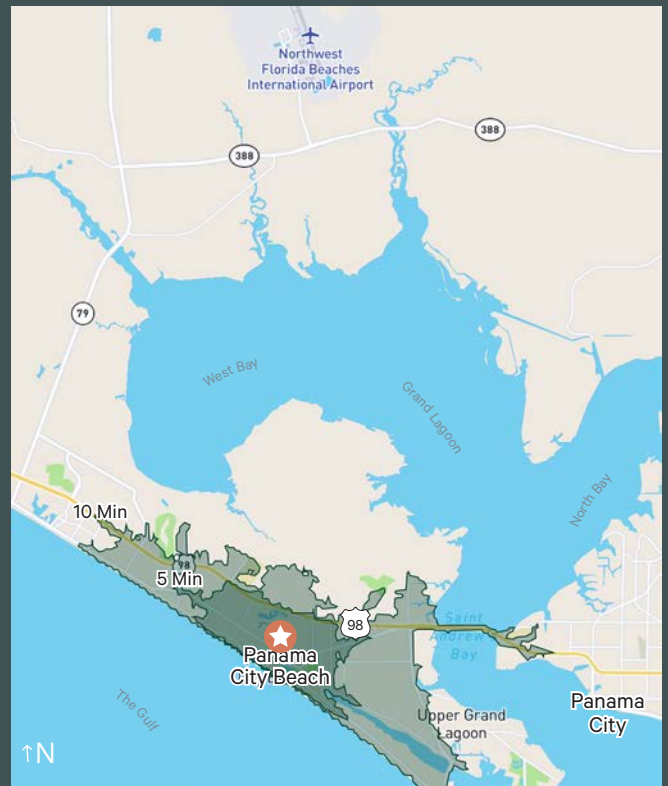 Northwest
Florida Beaches
International Airport
388
388
79
West Bay
Grand Lagoon
North Bay
10 Min
98
5 Min
98
Saint
Andrew
Bay
Panama
City Beach
The Gulf
Upper Grand
Lagoon
Panama
City
↑N